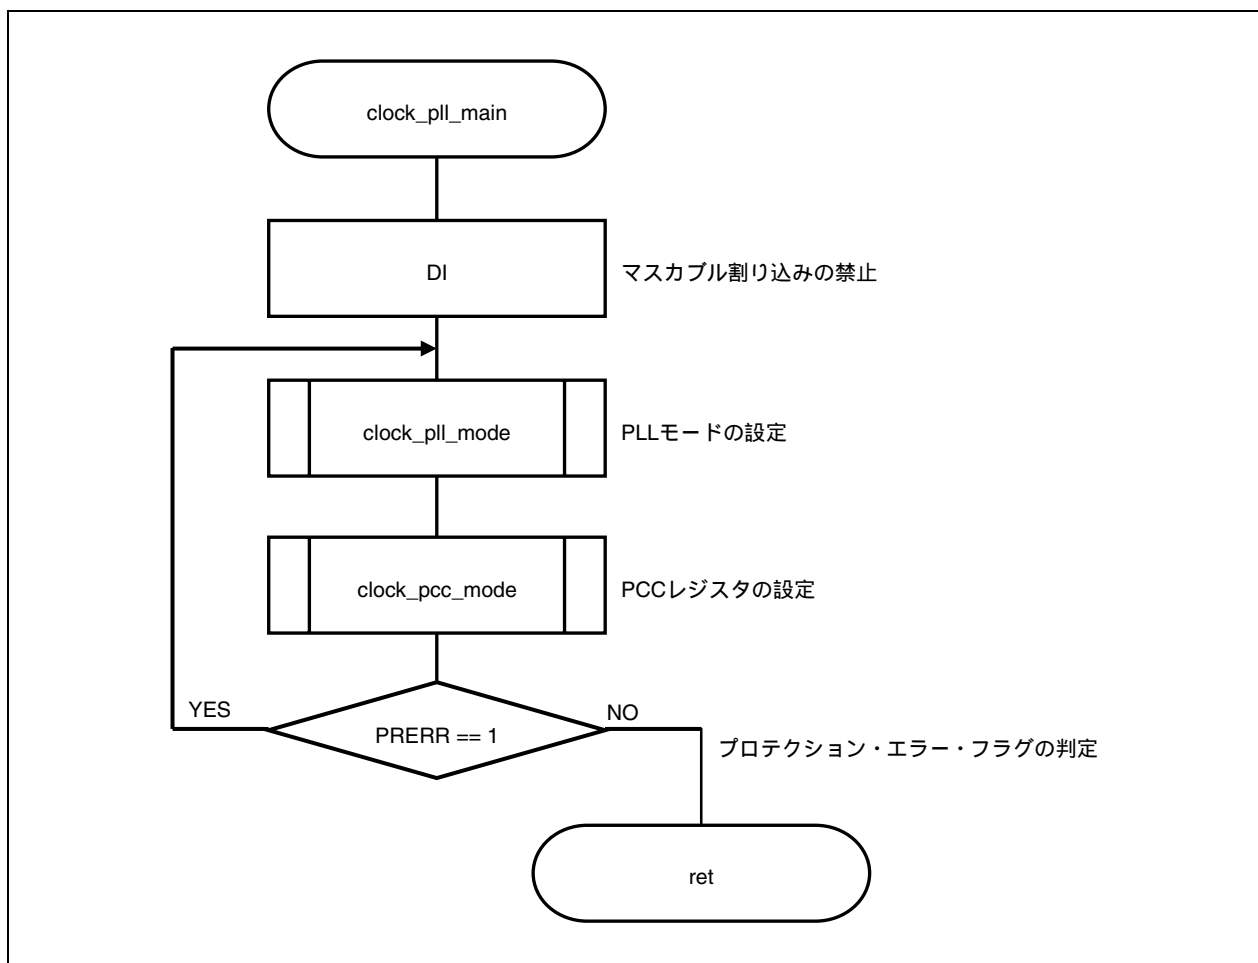 clock_pll_main
DI
マスカブル割り込みの禁止
clock_pll_mode
PLLモードの設定
clock_pcc_mode
PCCレジスタの設定
YES
NO
PRERR == 1
プロテクション・エラー・フラグの判定
ret